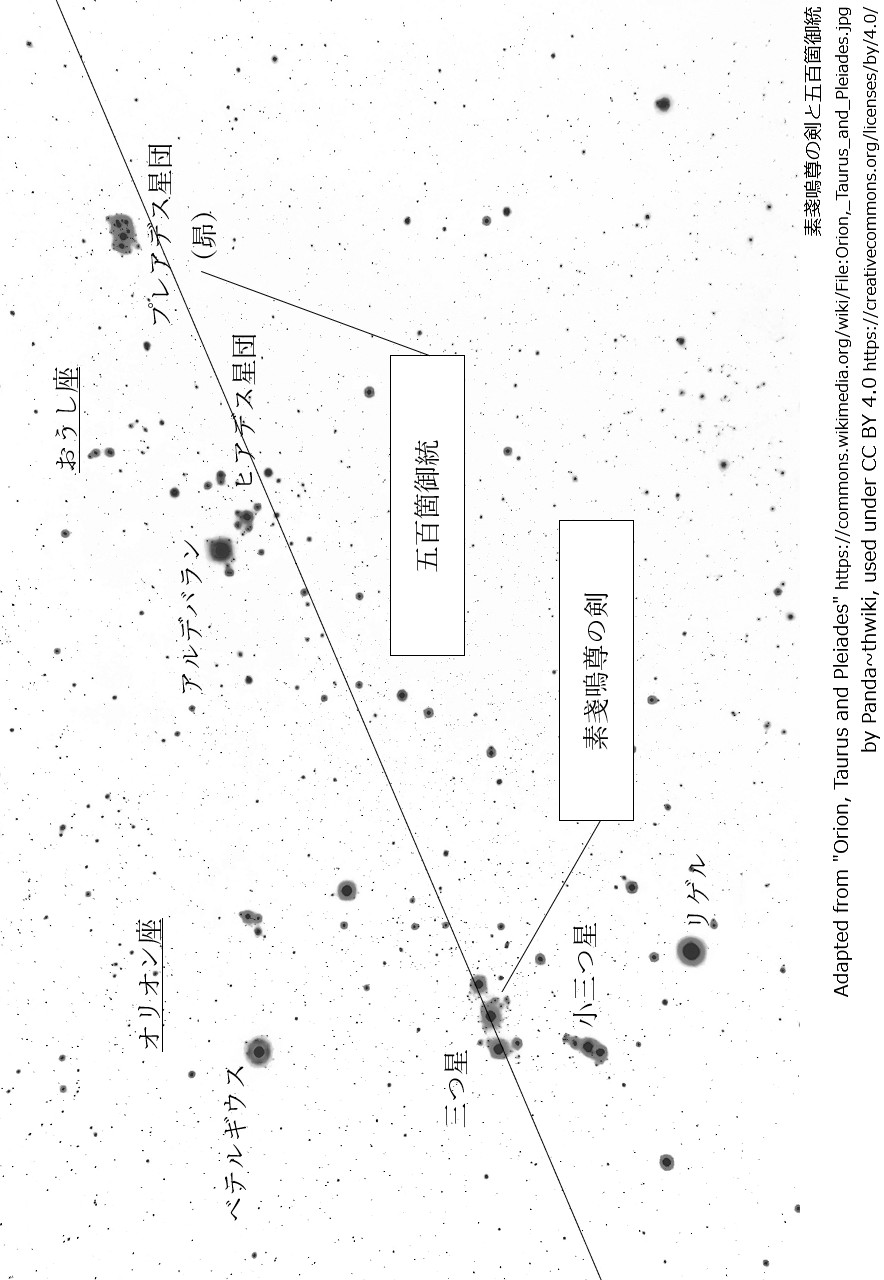 素戔嗚尊の剣と五百箇御統
Adapted from "Orion, Taurus and Pleiades" https://commons.wikimedia.org/wiki/File:Orion,_Taurus_and_Pleiades.jpg
by Panda~thwiki, used under CC BY 4.0 https://creativecommons.org/licenses/by/4.0/
おうし座
プレアデス星団
(昴)
ヒアデス星団
アルデバラン
五百箇御統
オリオン座
ベテルギウス
三つ星
小三つ星
素戔嗚尊の剣
リゲル